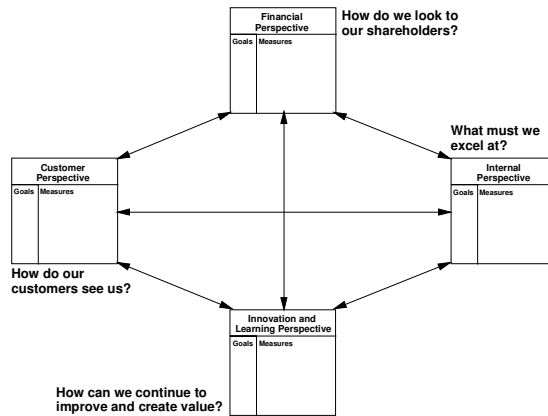 Financial
Perspective
Goals Measures
How do we look to
our shareholders?
What must we
excel at?
Customer
Perspective
Goals Measures
Internal
Perspective
Goals Measures
How do our
customers see us?
Innovation and
Learning Perspective
Goals Measures
How can we continue to
improve and create value?